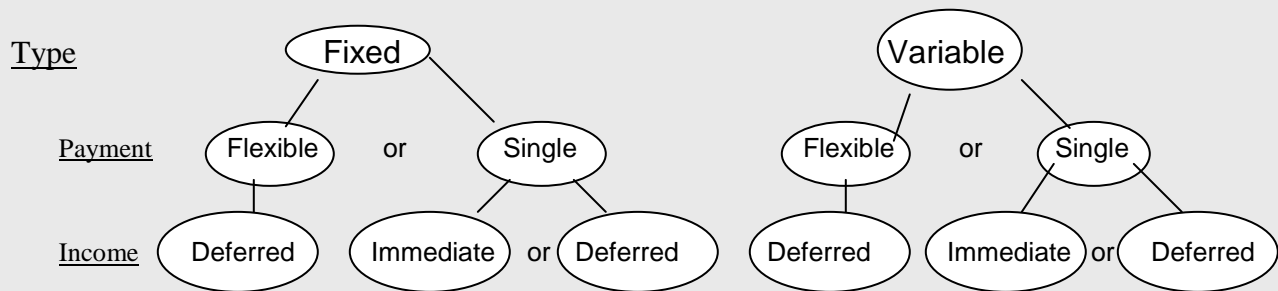 Type Fixed Variable
Payment Flexible or Single Flexible or Single
Income Deferred Immediate or Deferred Deferred Immediate or Deferred